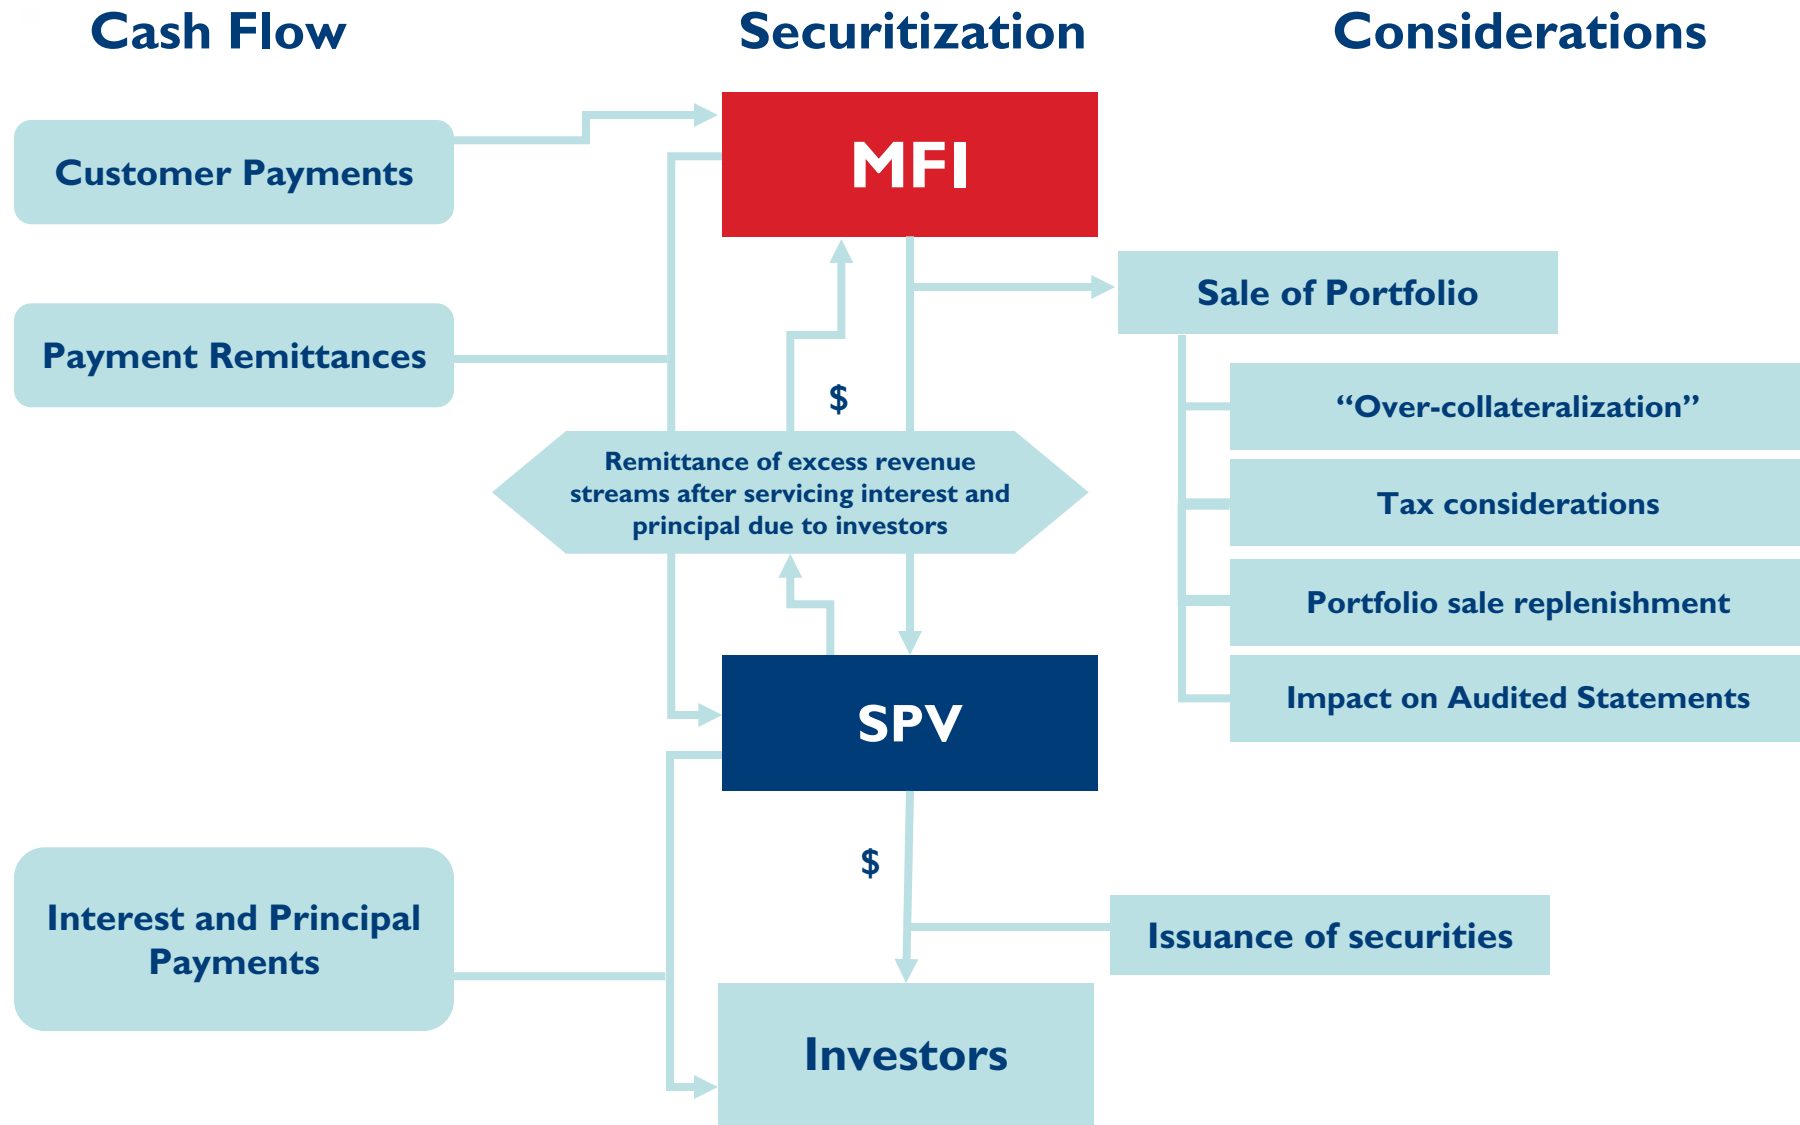 Cash Flow
Securitization
Considerations
Customer Payments
MFI
Sale of Portfolio
Payment Remittances
$
“Over-collateralization”
Remittance of excess revenue
streams after servicing interest and
principal due to investors
Tax considerations
Portfolio sale replenishment
Impact on Audited Statements
SPV
$
Interest and Principal
Payments
Issuance of securities
Investors